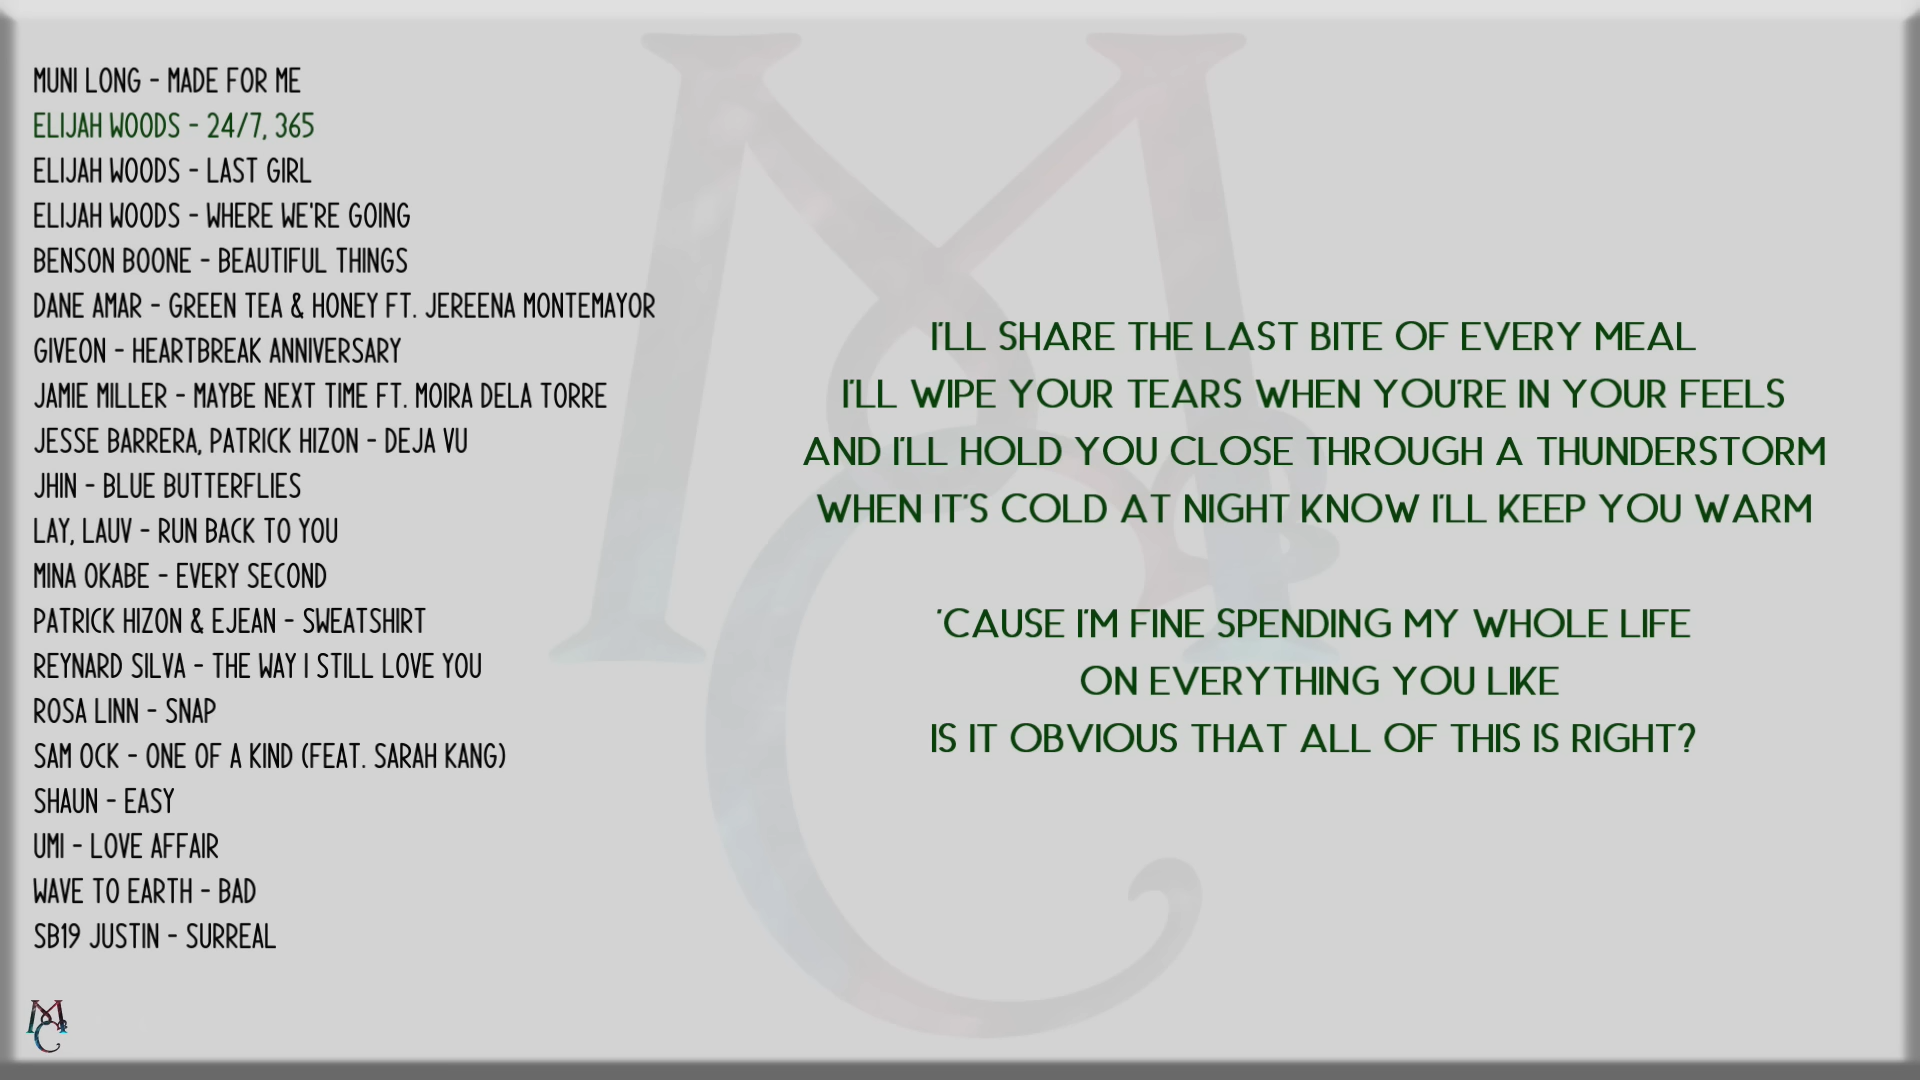 MUNI LONG - MADE FOR ME
ELIJAH WOODS - 24/7, 365
ELIJAH WOODS - LAST GIRL
ELIJAH WOODS - WHERE WE'RE GOING
BENSON BOONE - BEAUTIFUL THINGS
DANE AMAR - GREEN TEA & HONEY FT. JEREENA MONTEMAYOR
GIVEON - HEARTBREAK ANNIVERSARY
JAMIE MILLER - MAYBE NEXT TIME FT. MOIRA DELA TORRE
JESSE BARRERA, PATRICK HIZON - DEJA VU
JHIN - BLUE BUTTERFLIES
LAY, LAUV - RUN BACK TO YOU
MINA OKABE - EVERY SECOND
PATRICK HIZON & EJEAN - SWEATSHIRT
REYNARD SILVA - THE WAY I STILL LOVE YOU
ROSA LINN - SNAP
SAM OCK - ONE OF A KIND (FEAT. SARAH KANG)
SHAUN - EASY
UMI - LOVE AFFAIR
WAVE TO EARTH - BAD
SB19 JUSTIN - SURREAL
I'LL SHARE THE LAST BITE OF EVERY MEAL
I'LL WIPE YOUR TEARS WHEN YOU'RE IN YOUR FEELS
AND I'LL HOLD YOU CLOSE THROUGH A THUNDERSTORM
WHEN IT'S COLD AT NIGHT KNOW I'LL KEEP YOU WARM
'CAUSE I'M FINE SPENDING MY WHOLE LIFE
ON EVERYTHING YOU LIKE
IS IT OBVIOUS THAT ALL OF THIS IS RIGHT?
MC